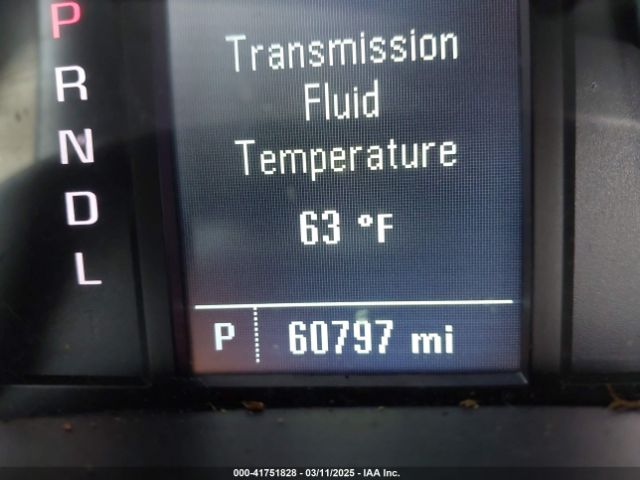 P
R
N
D
L
Transmission
Fluid
Temperature
63 °F
P 60797 mi
000-41751828 - 03/11/2025 - IAA Inc.